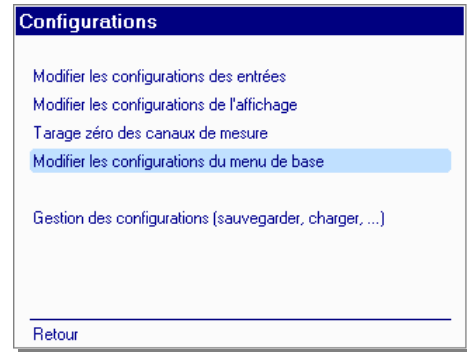 Configurations
Modifier les configurations des entrées
Modifier les configurations de l'affichage
Tarage zéro des canaux de mesure
Modifier les configurations du menu de base
Gestion des configurations (sauvegarder, charger, ...)
Retour